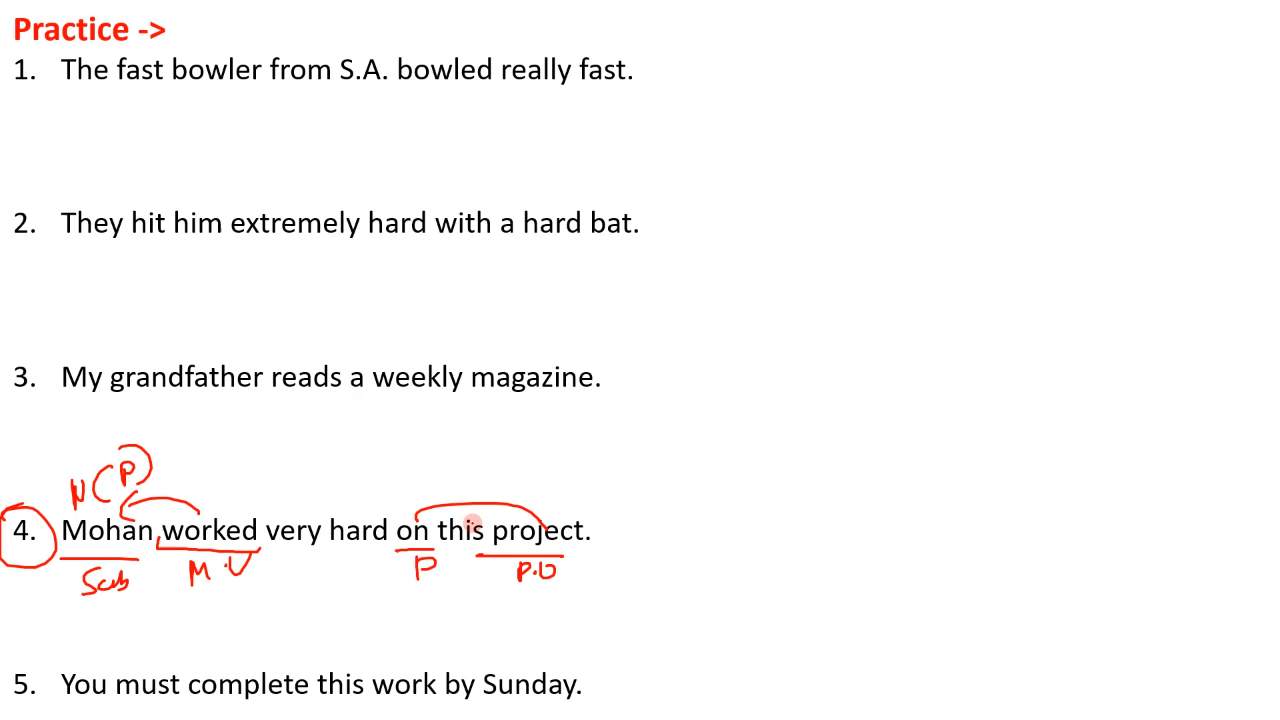 Practice ->
1. The fast bowler from S.A. bowled really fast.
2. They hit him extremely hard with a hard bat.
3. My grandfather reads a weekly magazine.
N (P)
4. Mohan worked very hard on this project.
Sub M.V P P.O
5. You must complete this work by Sunday.